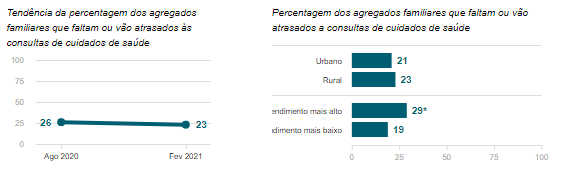 Tendência da percentagem dos agregados
familiares que faltam ou vão atrasados às
consultas de cuidados de saúde
100
75
50
25
0
26
23
Ago 2020
Fev 2021
Percentagem dos agregados familiares que faltam ou vão
atrasados a consultas de cuidados de saúde
Urbano 21
Rural 23
endimento mais alto 29*
dimento mais baixo 19
0 25 50 75 100